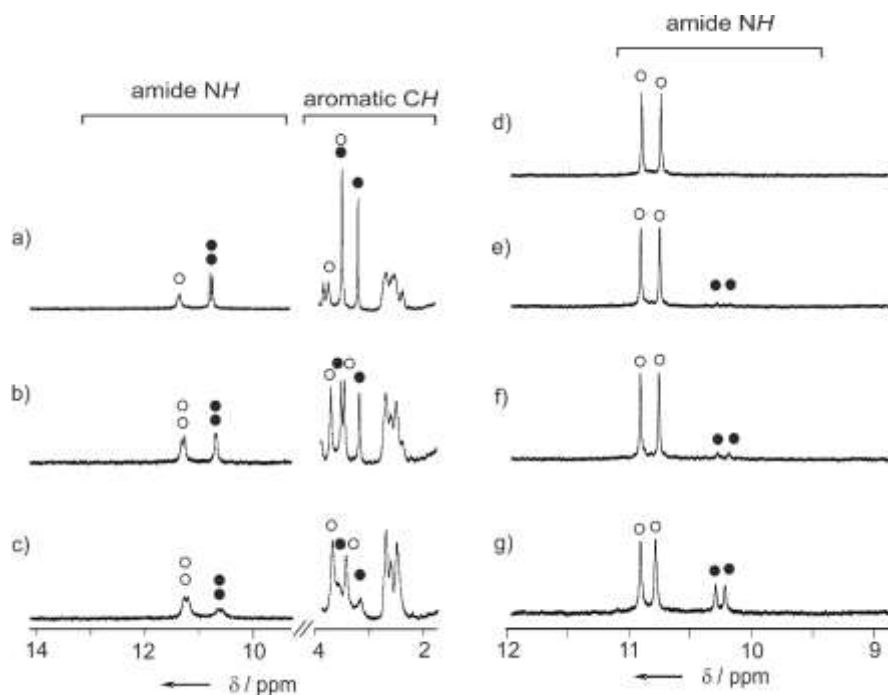 amide NH
aromatic CH
a)
b)
c)
14
12
10
4
2
δ / ppm
amide NH
d)
e)
f)
g)
12
11
10
9
δ / ppm